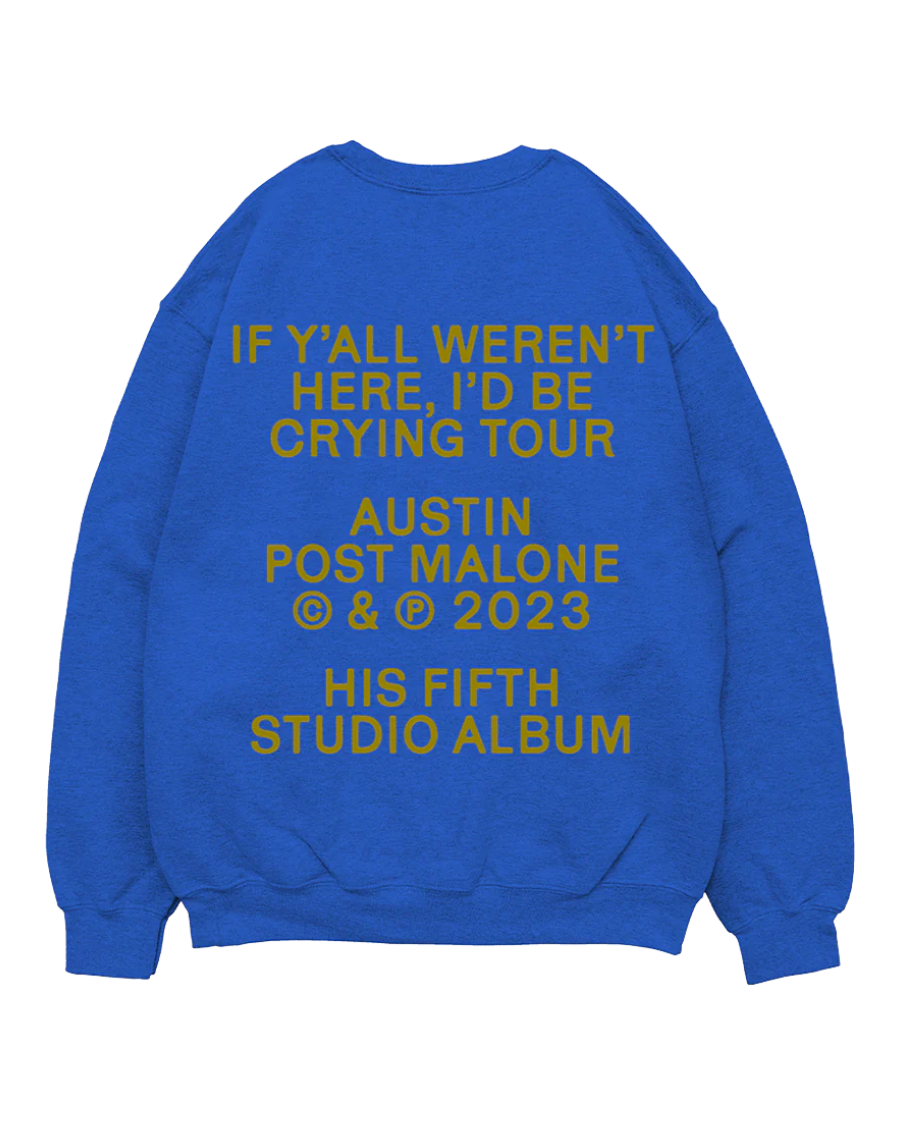 IF Y'ALL WEREN'T
HERE, I'D BE
CRYING TOUR
AUSTIN
POST MALONE
© & ℗ 2023
HIS FIFTH
STUDIO ALBUM